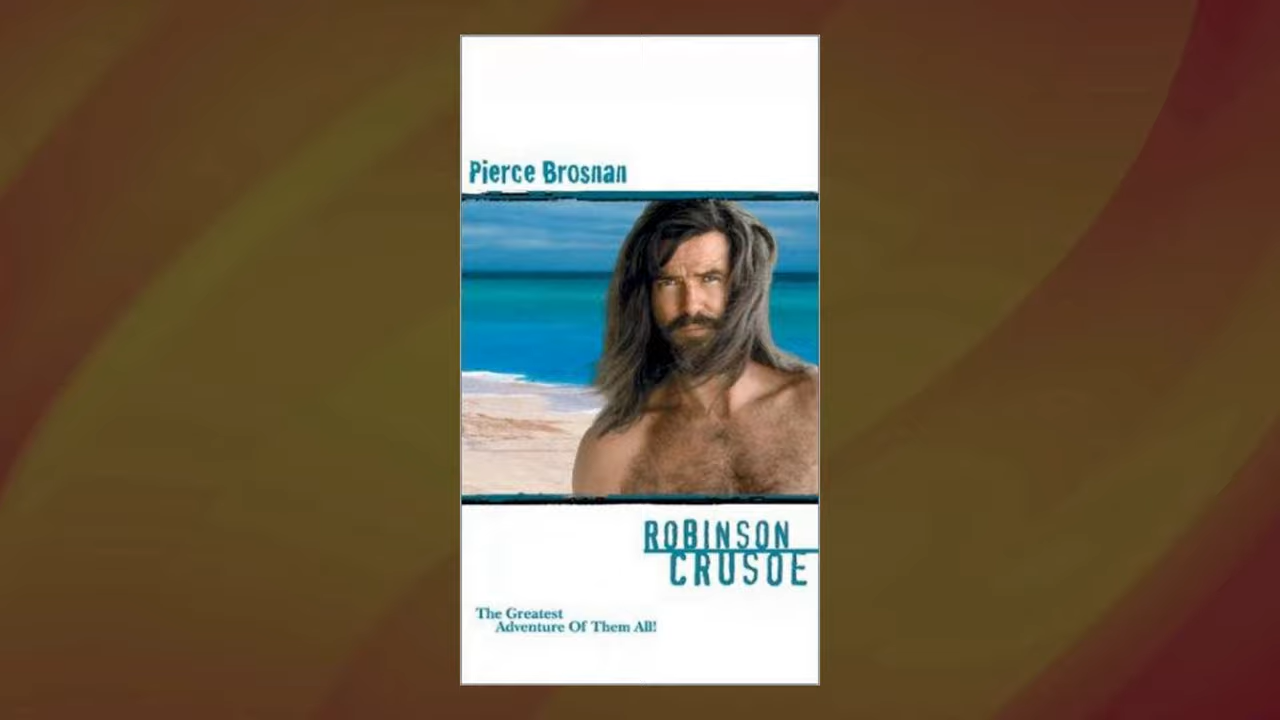 Pierce Brosnan
ROBINSON
CRUSOE
The Greatest
Adventure Of Them All!